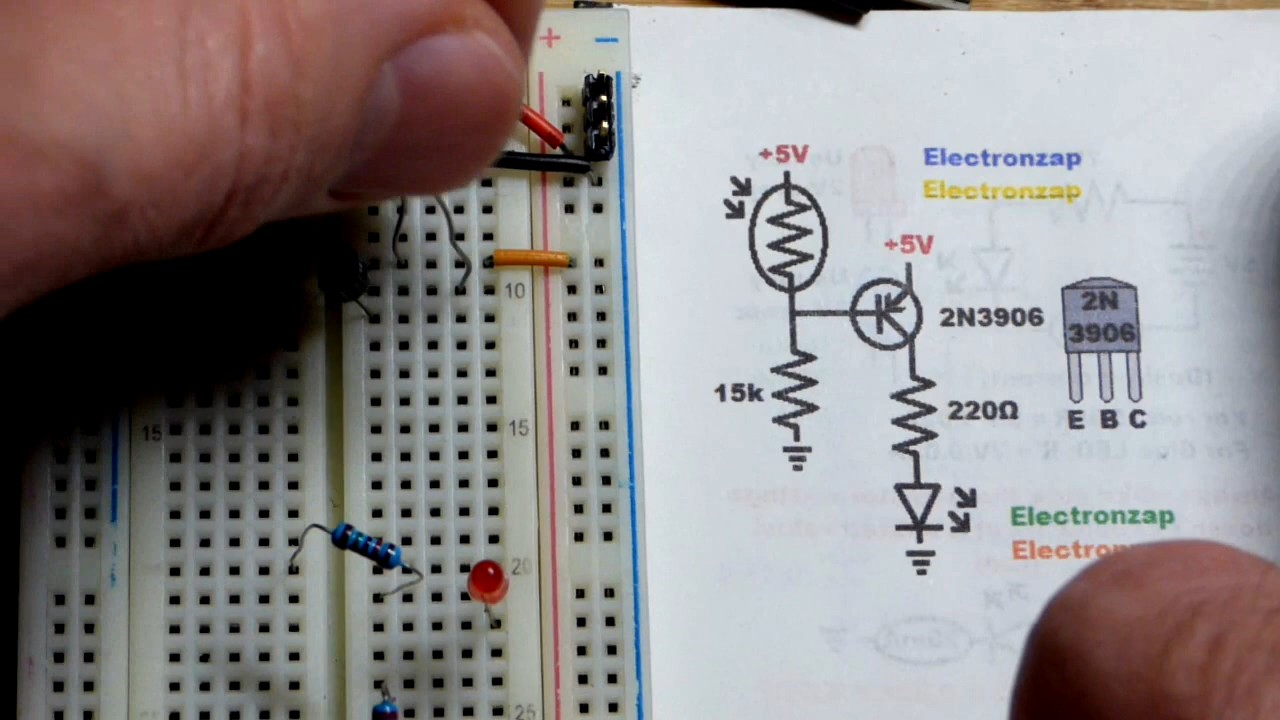 + −
+5V
Electronzap
Electronzap
+5V
2N3906
2N
3906
15k
220Ω
E B C
Electronzap
10
15
15
20
25